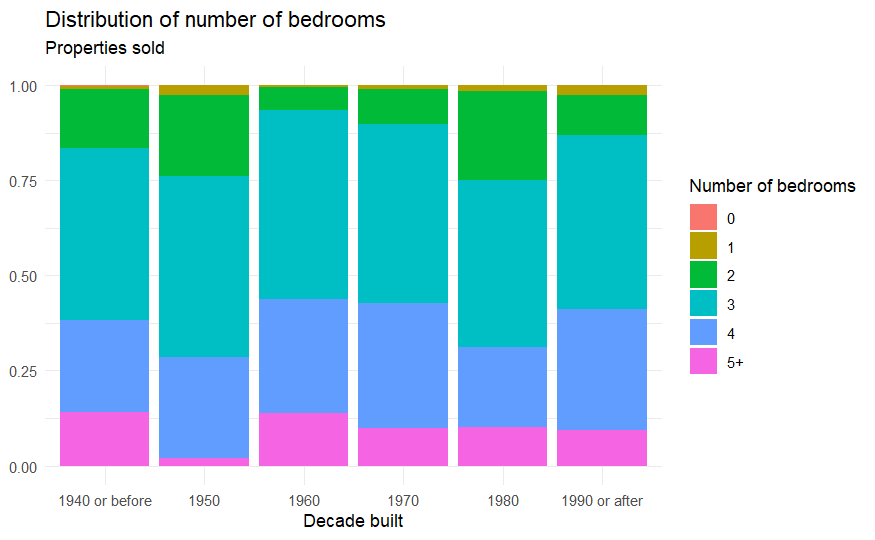 Distribution of number of bedrooms
Properties sold
1.00
0.75
0.50
0.25
0.00
1940 or before
1950
1960
1970
1980
1990 or after
Decade built
Number of bedrooms
0
1
2
3
4
5+